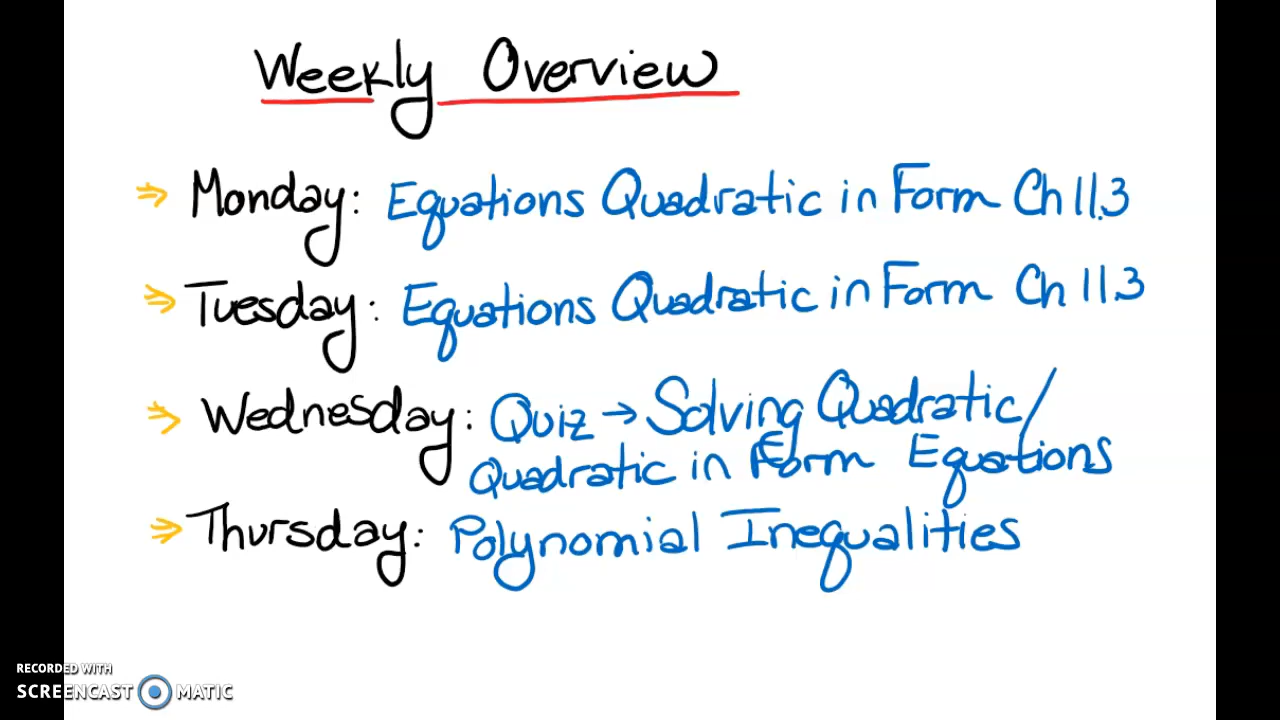 Weekly Overview
⇒ Monday: Equations Quadratic in Form Ch 11.3
⇒ Tuesday: Equations Quadratic in Form Ch 11.3
⇒ Wednesday: Quiz → Solving Quadratic/
Quadratic in Form Equations
⇒ Thursday: Polynomial Inequalities
RECORDED WITH
SCREENCAST MATIC